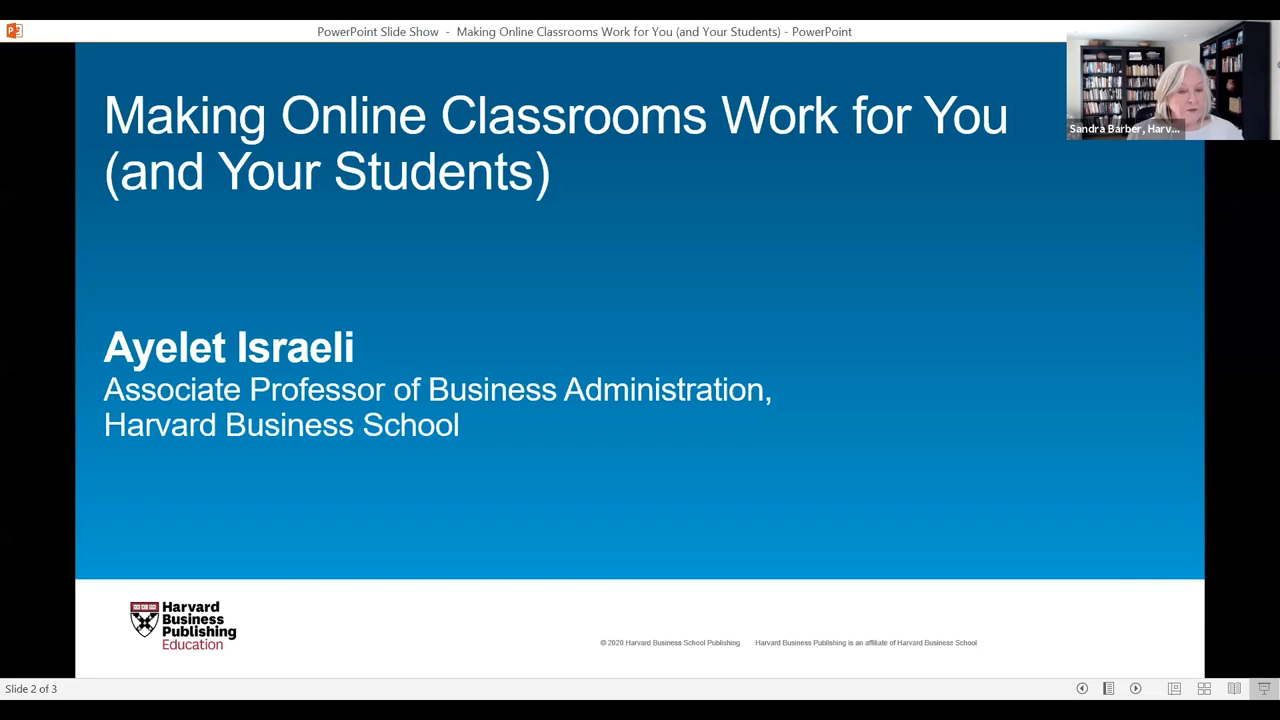 PowerPoint Slide Show - Making Online Classrooms Work for You (and Your Students) - PowerPoint
Sandra Barber, Harv...
Making Online Classrooms Work for You
(and Your Students)
Ayelet Israeli
Associate Professor of Business Administration,
Harvard Business School
Harvard
Business
Publishing
Education
© 2020 Harvard Business School Publishing Harvard Business Publishing is an affiliate of Harvard Business School
Slide 2 of 3